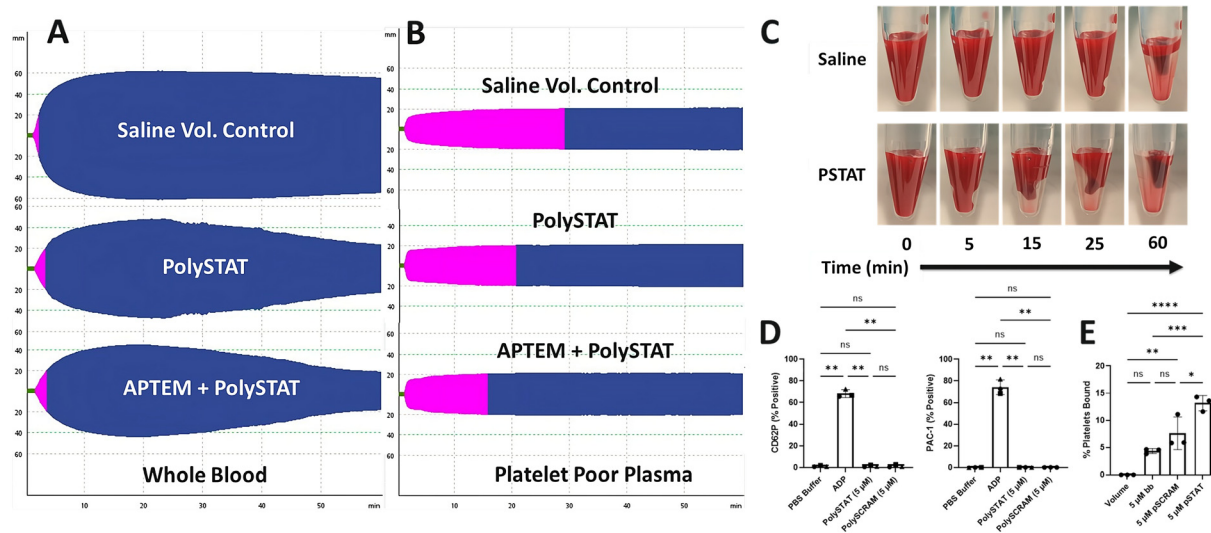 A
mm
60
40
20
20
40
60
Saline Vol. Control
60
40
20
20
40
60
PolySTAT
60
40
20
20
40
60
APTEM + PolySTAT
Whole Blood
10
20
30
40
50
min
B
mm
60
40
20
20
40
60
Saline Vol. Control
60
40
20
20
40
60
PolySTAT
60
40
20
20
40
60
APTEM + PolySTAT
Platelet Poor Plasma
10
20
30
40
50
min
C
Saline
PSTAT
0 5 15 25 60
Time (min)
D
ns
**
ns
** ** ns
CD62P (% Positive)
100
80
60
40
20
0
PBS Buffer
ADP
PolySTAT (5 μM)
PolySCRAM (5 μM)
ns
**
ns
** ** ns
PAC-1 (% Positive)
100
80
60
40
20
0
PBS Buffer
ADP
PolySTAT (5 μM)
PolySCRAM (5 μM)
E
****
***
**
ns ns *
% Platelets Bound
20
15
10
5
0
Volume
5 μM bb
5 μM pSCRAM
5 μM pSTAT